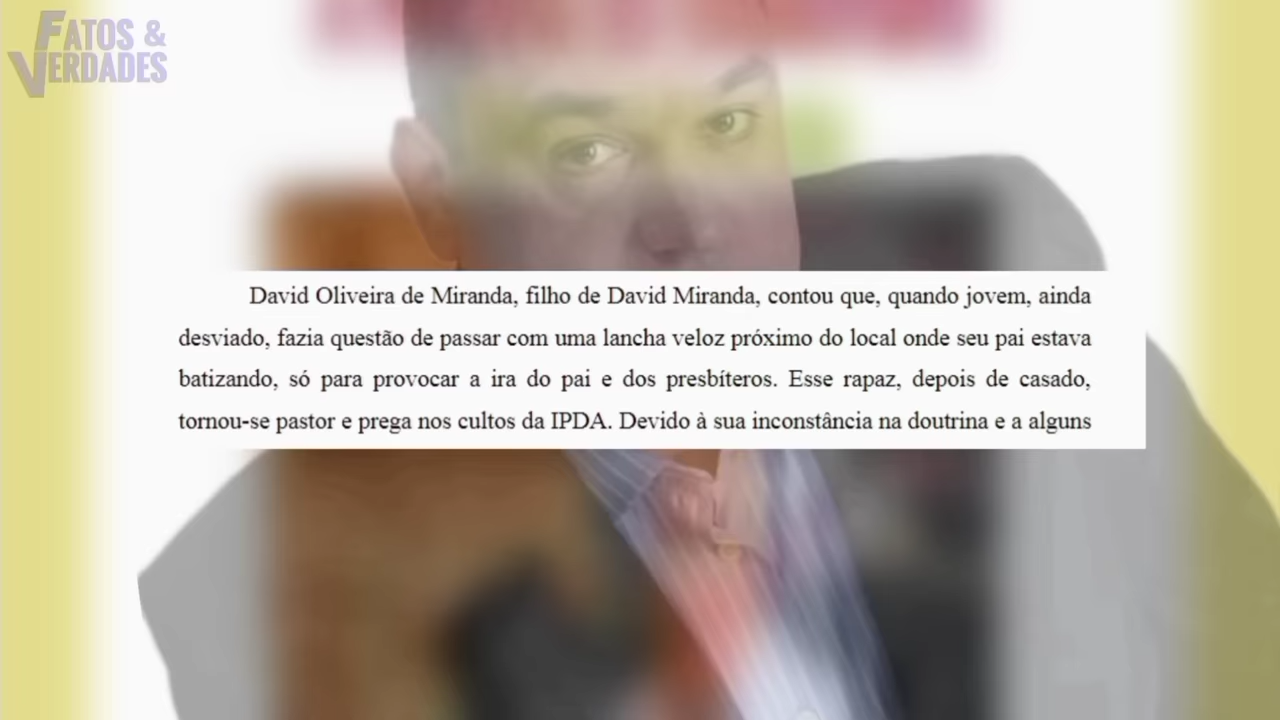 FATOS &
VERDADES
David Oliveira de Miranda, filho de David Miranda, contou que, quando jovem, ainda
desviado, fazia questão de passar com uma lancha veloz próximo do local onde seu pai estava
batizando, só para provocar a ira do pai e dos presbíteros. Esse rapaz, depois de casado,
tornou-se pastor e prega nos cultos da IPDA. Devido à sua inconstância na doutrina e a alguns